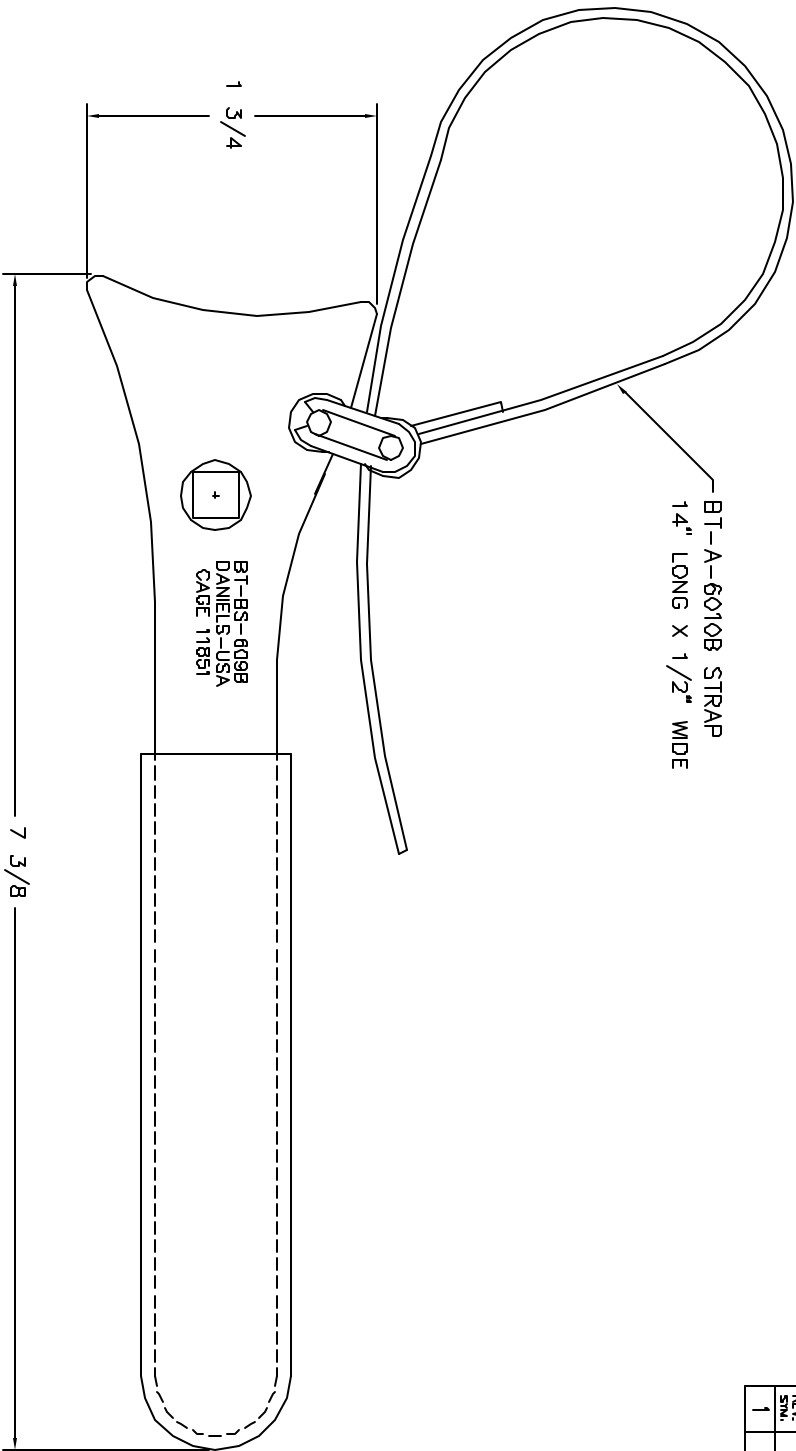 BT-A-6010B STRAP
14" LONG X 1/2" WIDE
1 3/4
BT-BS-609B
DANIELS-USA
CAGE 11851
7 3/8
SYM.
1